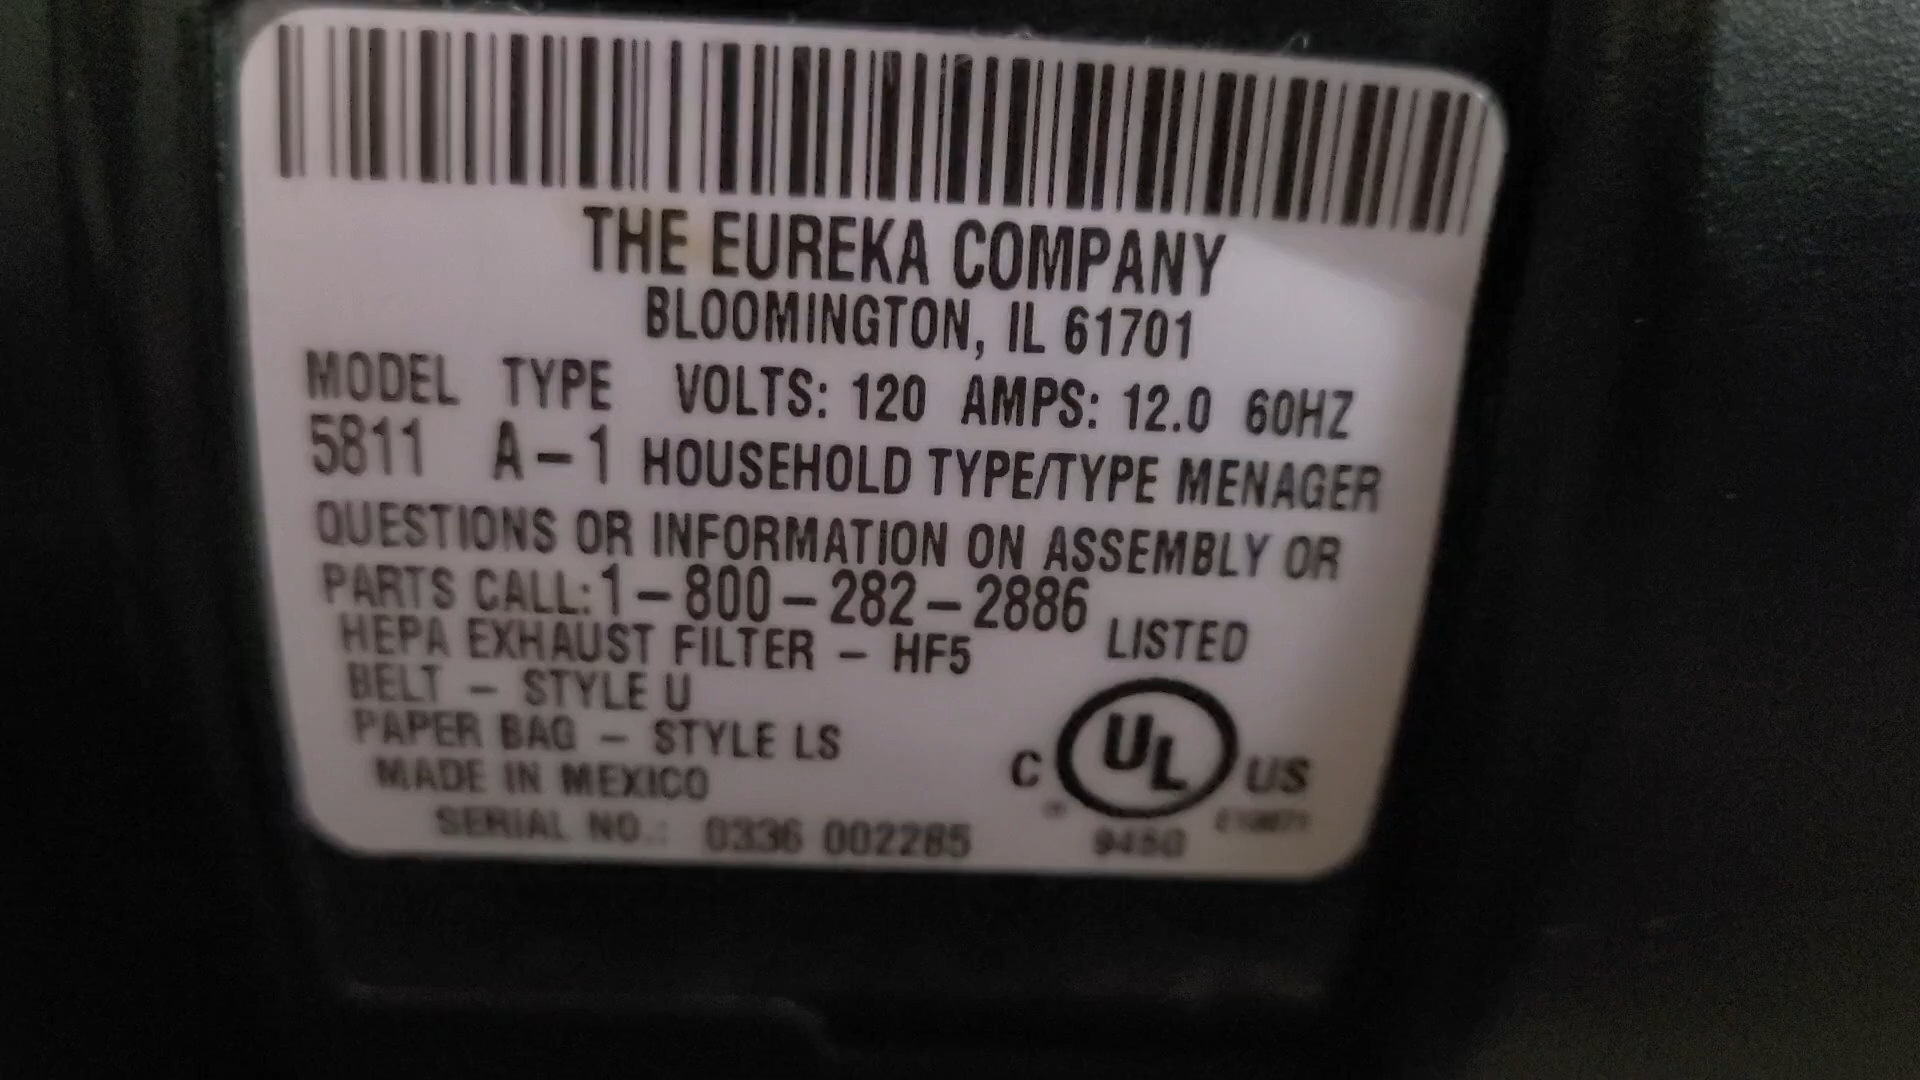 THE EUREKA COMPANY
BLOOMINGTON, IL 61701
MODEL TYPE VOLTS: 120 AMPS: 12.0 60HZ
5811 A-1 HOUSEHOLD TYPE/TYPE MENAGER
QUESTIONS OR INFORMATION ON ASSEMBLY OR
PARTS CALL: 1-800-282-2886
HEPA EXHAUST FILTER - HF5
BELT - STYLE U
PAPER BAG - STYLE LS
MADE IN MEXICO
SERIAL NO.: 0336 002285
LISTED
C UL US